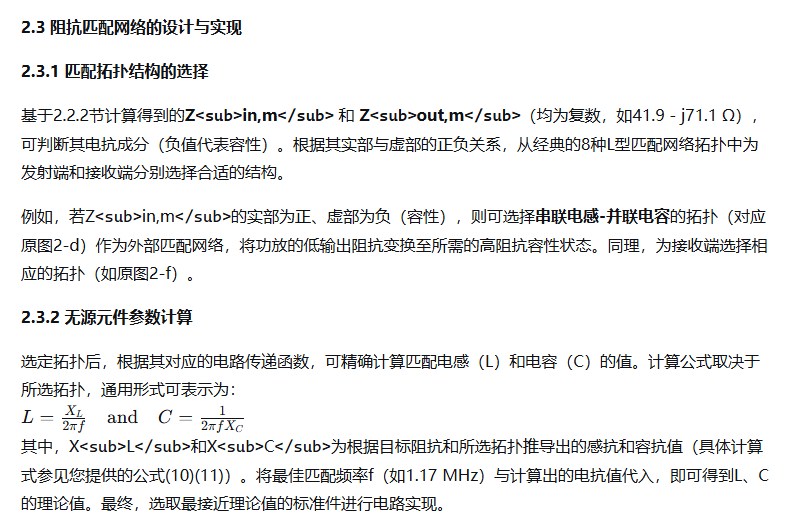 2.3 阻抗匹配网络的设计与实现
2.3.1 匹配拓扑结构的选择
基于2.2.2节计算得到的Z<sub>in,m</sub> 和 Z<sub>out,m</sub>（均为复数，如41.9 - j71.1 Ω），
可判断其电抗成分（负值代表容性）。根据其实部与虚部的正负关系，从经典的8种L型匹配网络拓扑中为
发射端和接收端分别选择合适的结构。
例如，若Z<sub>in,m</sub>的实部为正、虚部为负（容性），则可选择串联电感-并联电容的拓扑（对应
原图2-d）作为外部匹配网络，将功放的低输出阻抗变换至所需的高阻抗容性状态。同理，为接收端选择相
应的拓扑（如原图2-f）。
2.3.2 无源元件参数计算
选定拓扑后，根据其对应的电路传递函数，可精确计算匹配电感（L）和电容（C）的值。计算公式取决于
所选拓扑，通用形式可表示为：
L = \frac{X_L}{2πf} and C = \frac{1}{2πfX_C}
其中，X<sub>L</sub>和X<sub>C</sub>为根据目标阻抗和所选拓扑推导出的感抗和容抗值（具体计算
式参见您提供的公式(10)(11)）。将最佳匹配频率f（如1.17 MHz）与计算出的电抗值代入，即可得到L、C
的理论值。最终，选取最接近理论值的标准件进行电路实现。